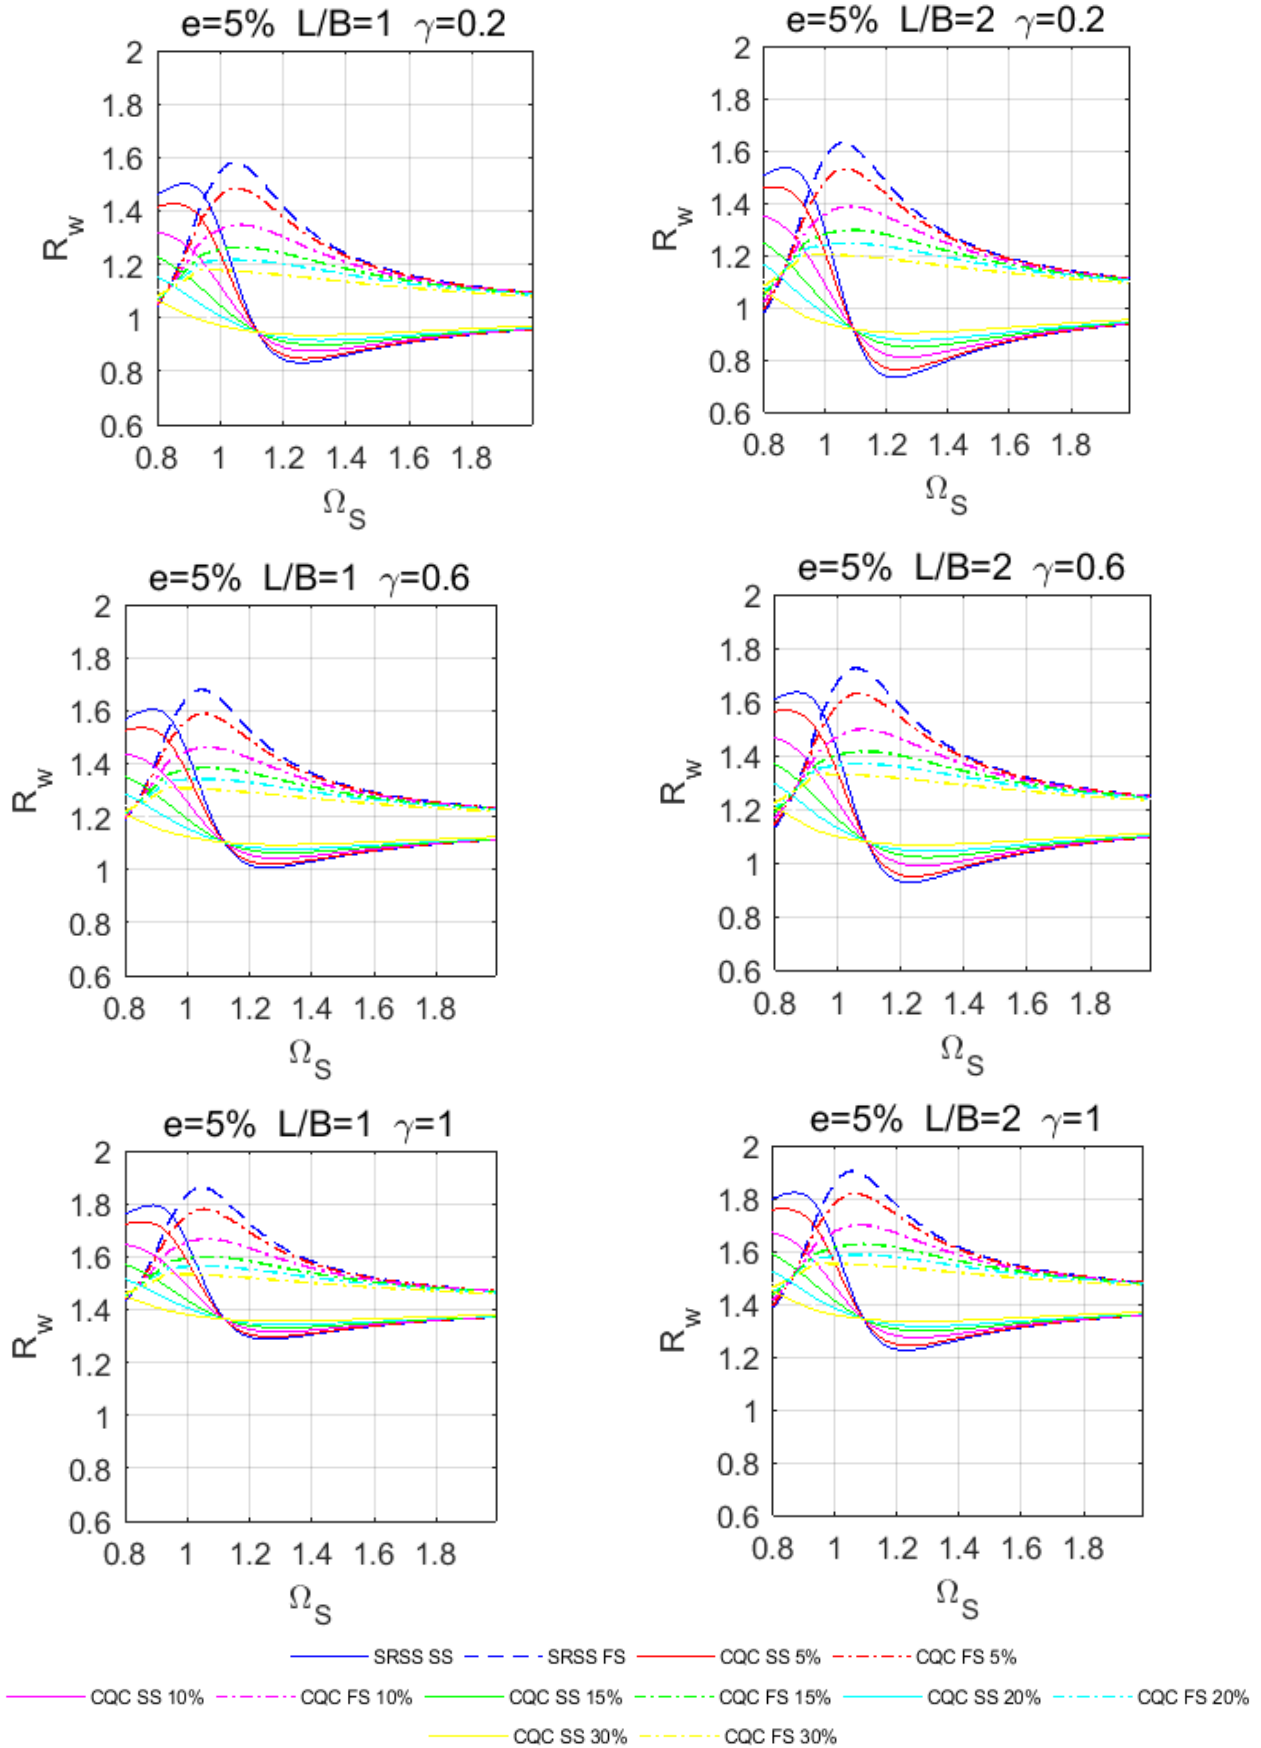 e=5% L/B=1 γ=0.2
2
1.8
1.6
1.4
1.2
1
0.8
0.6
R_w
0.8 1 1.2 1.4 1.6 1.8
Ω_S
e=5% L/B=2 γ=0.2
2
1.8
1.6
1.4
1.2
1
0.8
0.6
R_w
0.8 1 1.2 1.4 1.6 1.8
Ω_S
e=5% L/B=1 γ=0.6
2
1.8
1.6
1.4
1.2
1
0.8
0.6
R_w
0.8 1 1.2 1.4 1.6 1.8
Ω_S
e=5% L/B=2 γ=0.6
2
1.8
1.6
1.4
1.2
1
0.8
0.6
R_w
0.8 1 1.2 1.4 1.6 1.8
Ω_S
e=5% L/B=1 γ=1
2
1.8
1.6
1.4
1.2
1
0.8
0.6
R_w
0.8 1 1.2 1.4 1.6 1.8
Ω_S
e=5% L/B=2 γ=1
2
1.8
1.6
1.4
1.2
1
0.8
0.6
R_w
0.8 1 1.2 1.4 1.6 1.8
Ω_S
SRSS SS SRSS FS CQC SS 5% CQC FS 5%
CQC SS 10% CQC FS 10% CQC SS 15% CQC FS 15% CQC SS 20% CQC FS 20%
CQC SS 30% CQC FS 30%